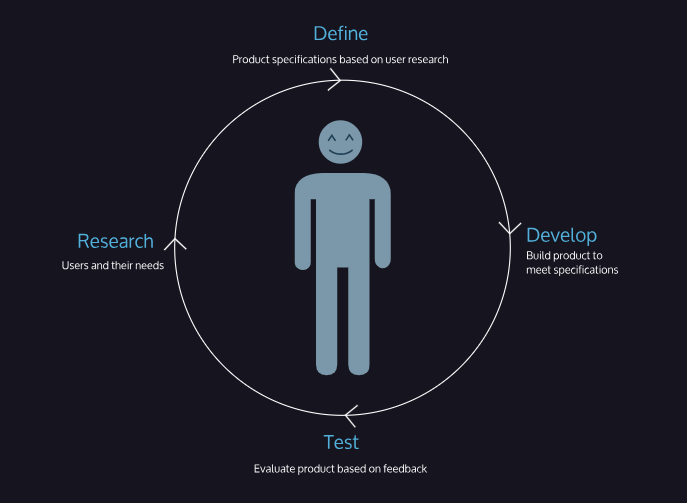 Define
Product specifications based on user research
Research
Users and their needs
Develop
Build product to
meet specifications
Test
Evaluate product based on feedback